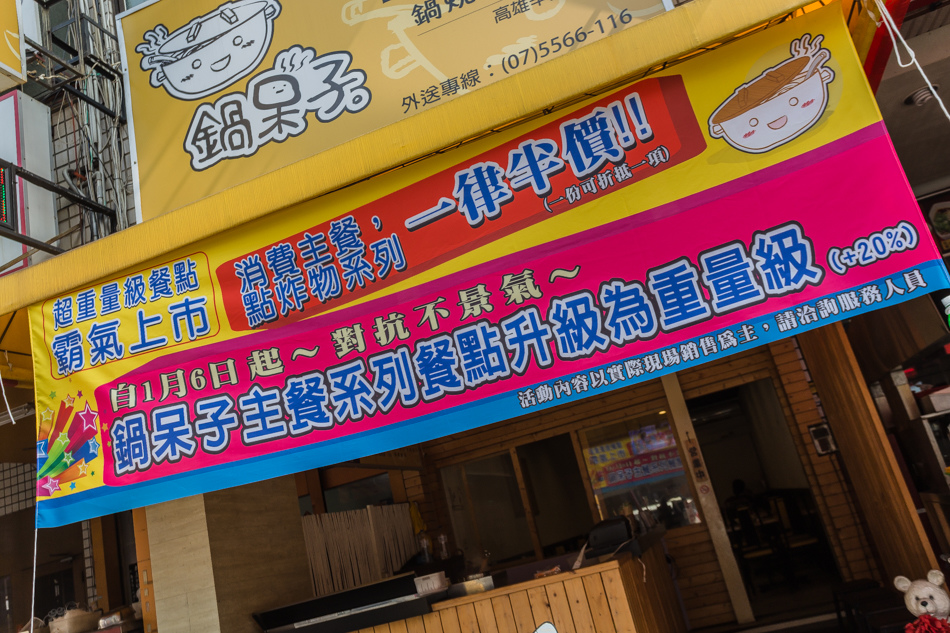 鍋燒
高雄
外送專線：(07)5566-116
鍋呆子
超重量級餐點
霸氣上市
消費主餐，
點炸物系列
一律半價!!
(一份可折抵一項)
自1月6日起～對抗不景氣～
鍋呆子主餐系列餐點升級為重量級(+20%)
活動內容以實際現場銷售為主，請洽詢服務人員